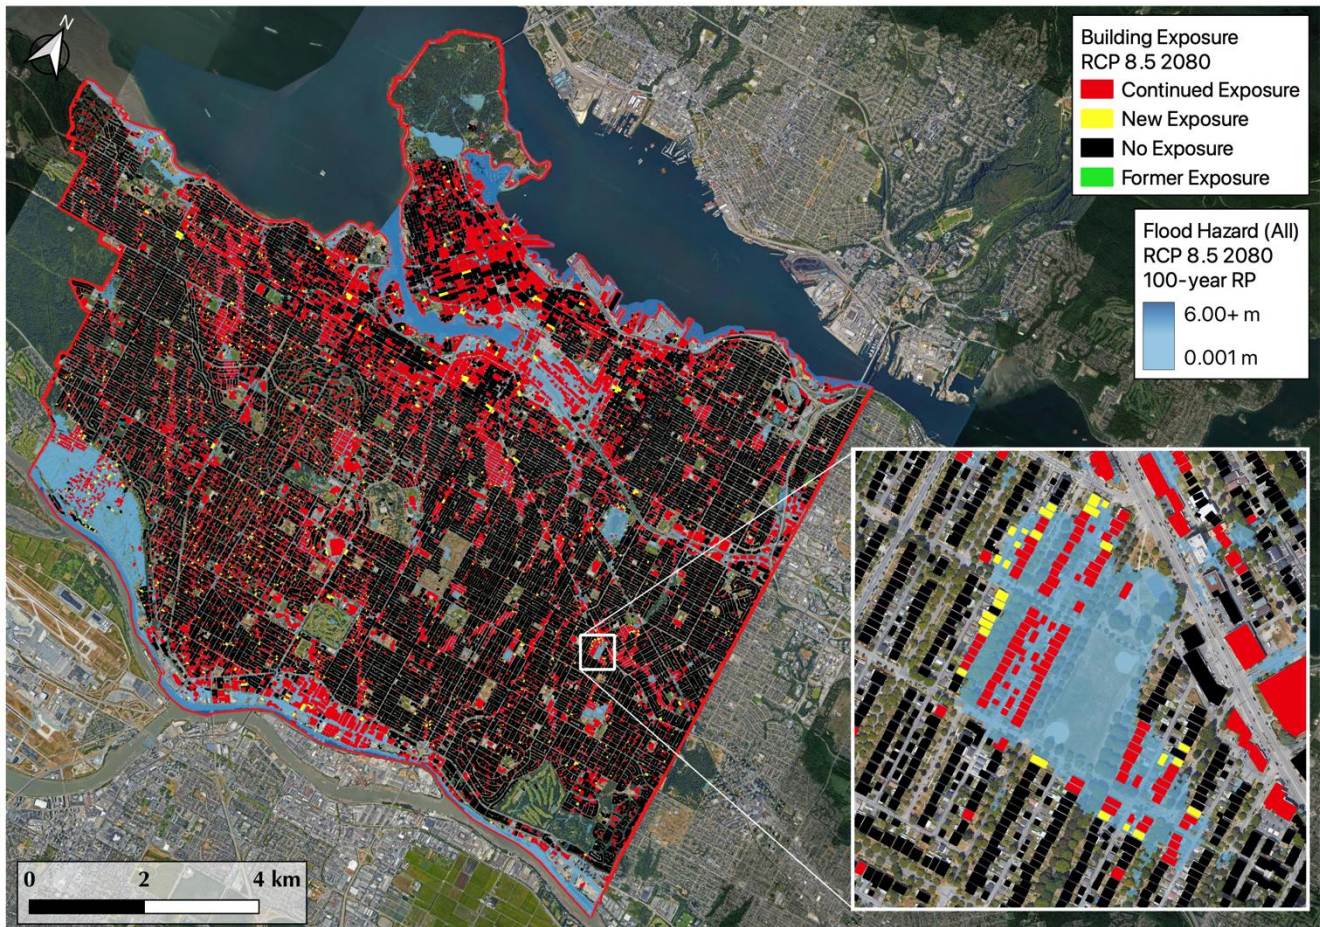 N
Building Exposure
RCP 8.5 2080
Continued Exposure
New Exposure
No Exposure
Former Exposure
Flood Hazard (All)
RCP 8.5 2080
100-year RP
6.00+ m
0.001 m
0 2 4 km